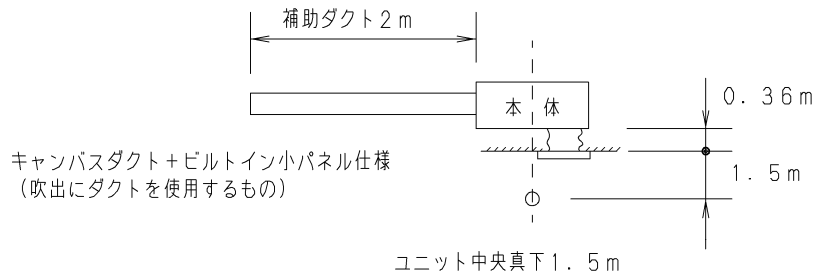 補助ダクト2m
本体
0.36m
キャンバスダクト+ビルトイン小パネル仕様
(吹出にダクトを使用するもの)
1.5m
ユニット中央真下1.5m